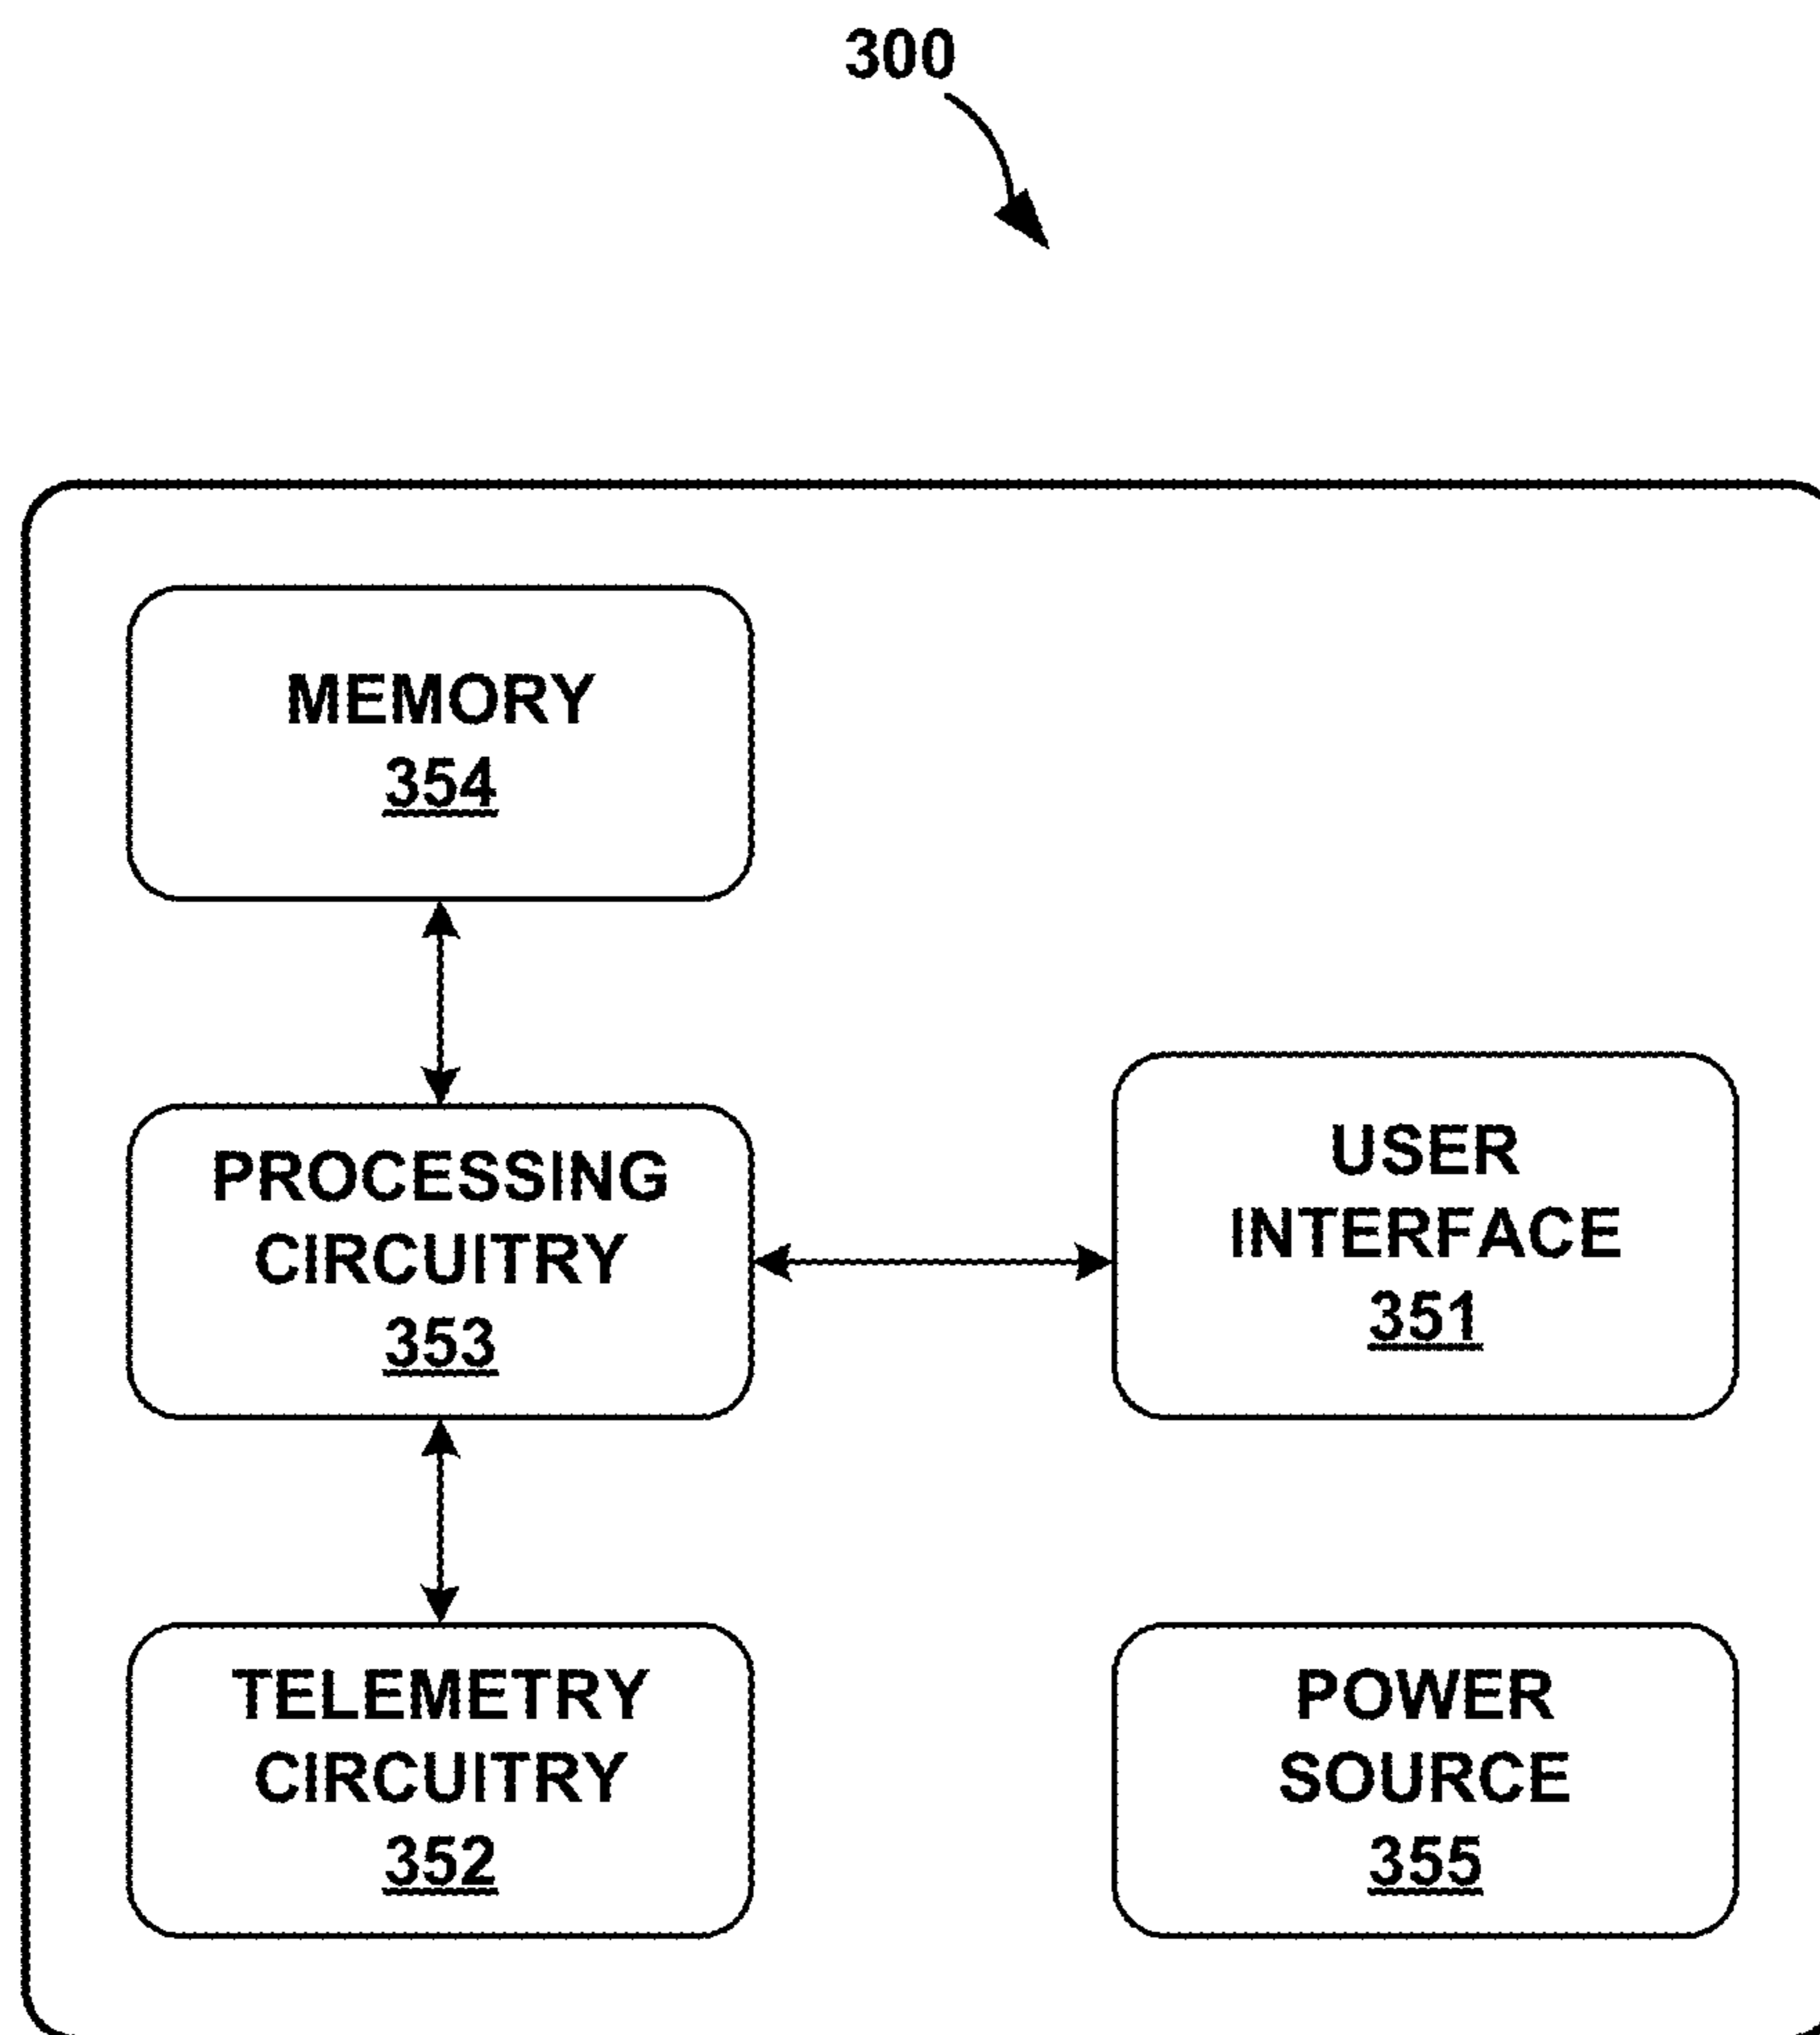 300
MEMORY
354
PROCESSING
CIRCUITRY
353
USER
INTERFACE
351
TELEMETRY
CIRCUITRY
352
POWER
SOURCE
355